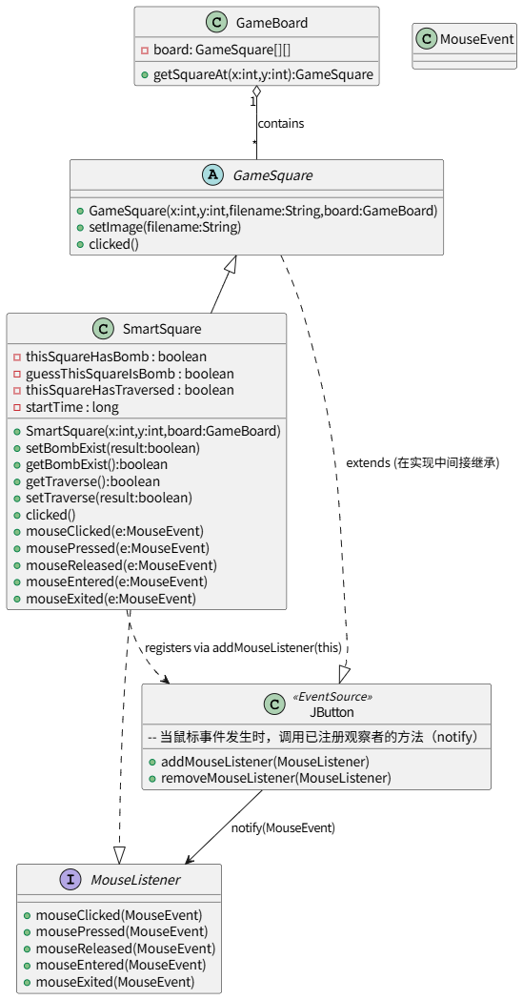 C GameBoard
board: GameSquare[][]
getSquareAt(x:int,y:int):GameSquare
C MouseEvent
1
contains
*
A GameSquare
GameSquare(x:int,y:int,filename:String,board:GameBoard)
setImage(filename:String)
clicked()
C SmartSquare
thisSquareHasBomb : boolean
guessThisSquareIsBomb : boolean
thisSquareHasTraversed : boolean
startTime : long
SmartSquare(x:int,y:int,board:GameBoard)
setBombExist(result:boolean)
getBombExist():boolean
getTraverse():boolean
setTraverse(result:boolean)
clicked()
mouseClicked(e:MouseEvent)
mousePressed(e:MouseEvent)
mouseReleased(e:MouseEvent)
mouseEntered(e:MouseEvent)
mouseExited(e:MouseEvent)
extends (在实现中间接继承)
registers via addMouseListener(this)
C «EventSource»
JButton
-- 当鼠标事件发生时，调用已注册观察者的方法（notify）
addMouseListener(MouseListener)
removeMouseListener(MouseListener)
notify(MouseEvent)
I MouseListener
mouseClicked(MouseEvent)
mousePressed(MouseEvent)
mouseReleased(MouseEvent)
mouseEntered(MouseEvent)
mouseExited(MouseEvent)